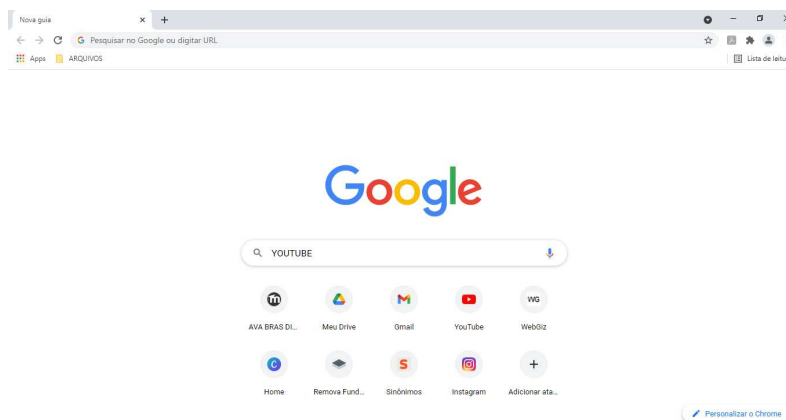 Nova guia
Pesquisar no Google ou digitar URL
Apps ARQUIVOS Lista de leitu
Google
YOUTUBE
AVA BRAS DI... Meu Drive Gmail YouTube WebGiz
Home Remova Fund... Sinônimos Instagram Adicionar ata...
Personalizar o Chrome